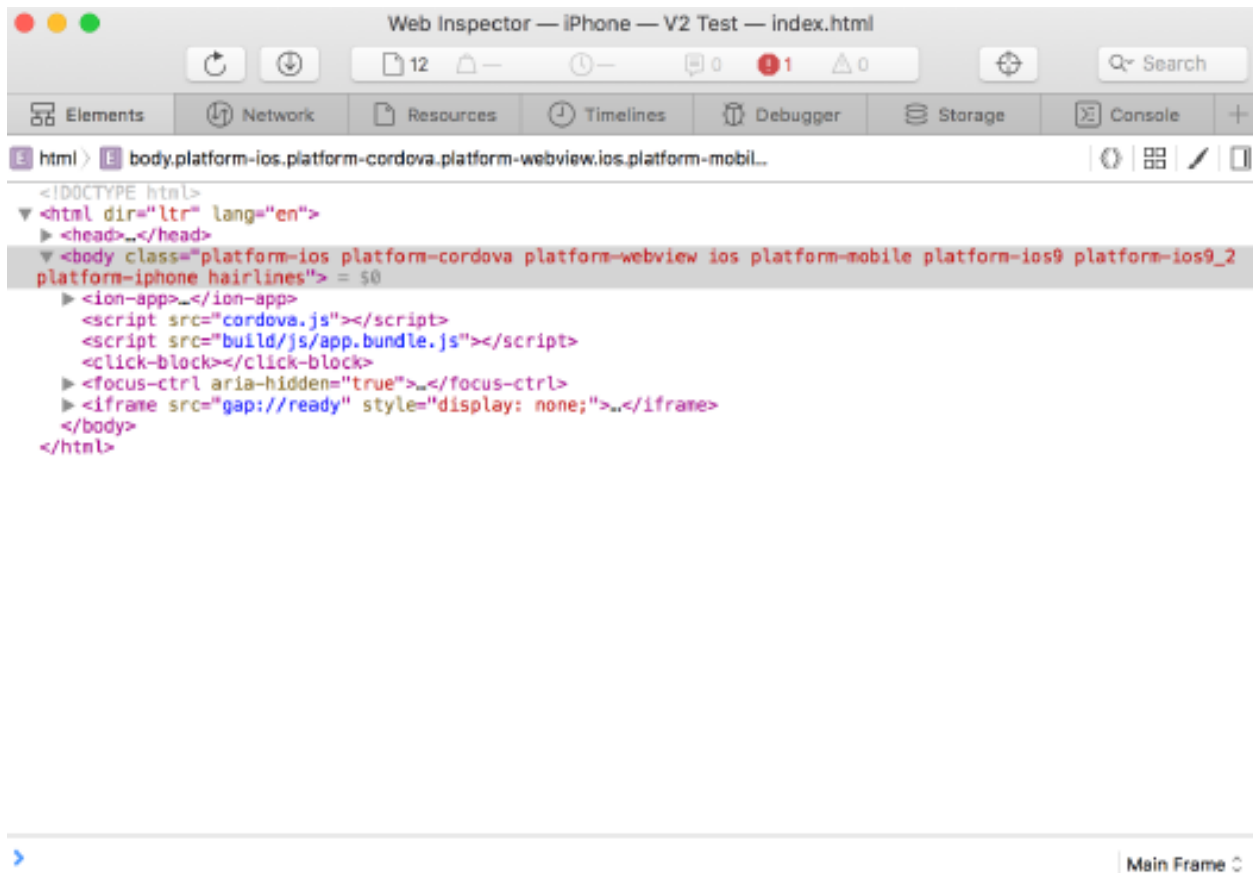 Web Inspector — iPhone — V2 Test — index.html
12 — — 0 1 0 Search
Elements Network Resources Timelines Debugger Storage Console +
E html E body.platform-ios.platform-cordova.platform-webview.ios.platform-mobil…
<!DOCTYPE html>
<html dir="ltr" lang="en">
<head>…</head>
<body class="platform-ios platform-cordova platform-webview ios platform-mobile platform-ios9 platform-ios9_2
platform-iphone hairlines"> = $0
<ion-app>…</ion-app>
<script src="cordova.js"></script>
<script src="build/js/app.bundle.js"></script>
<click-block></click-block>
<focus-ctrl aria-hidden="true">…</focus-ctrl>
<iframe src="gap://ready" style="display: none;">…</iframe>
</body>
</html>
Main Frame